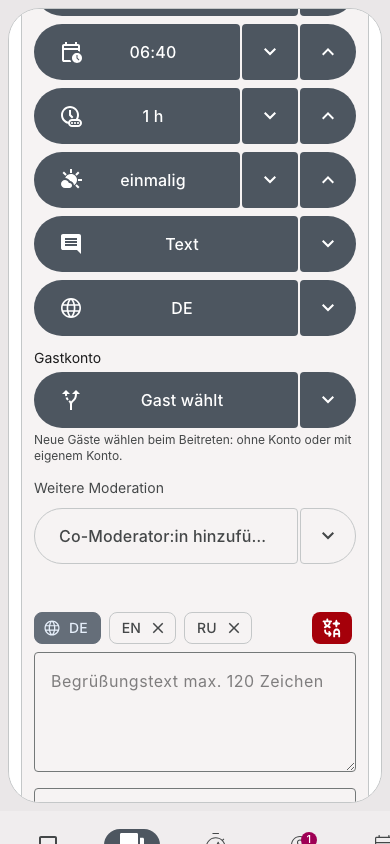 06:40
1 h
einmalig
Text
DE
Gastkonto
Gast wählt
Neue Gäste wählen beim Beitreten: ohne Konto oder mit
eigenem Konto.
Weitere Moderation
Co-Moderator:in hinzufü...
DE EN RU
Begrüßungstext max. 120 Zeichen
1